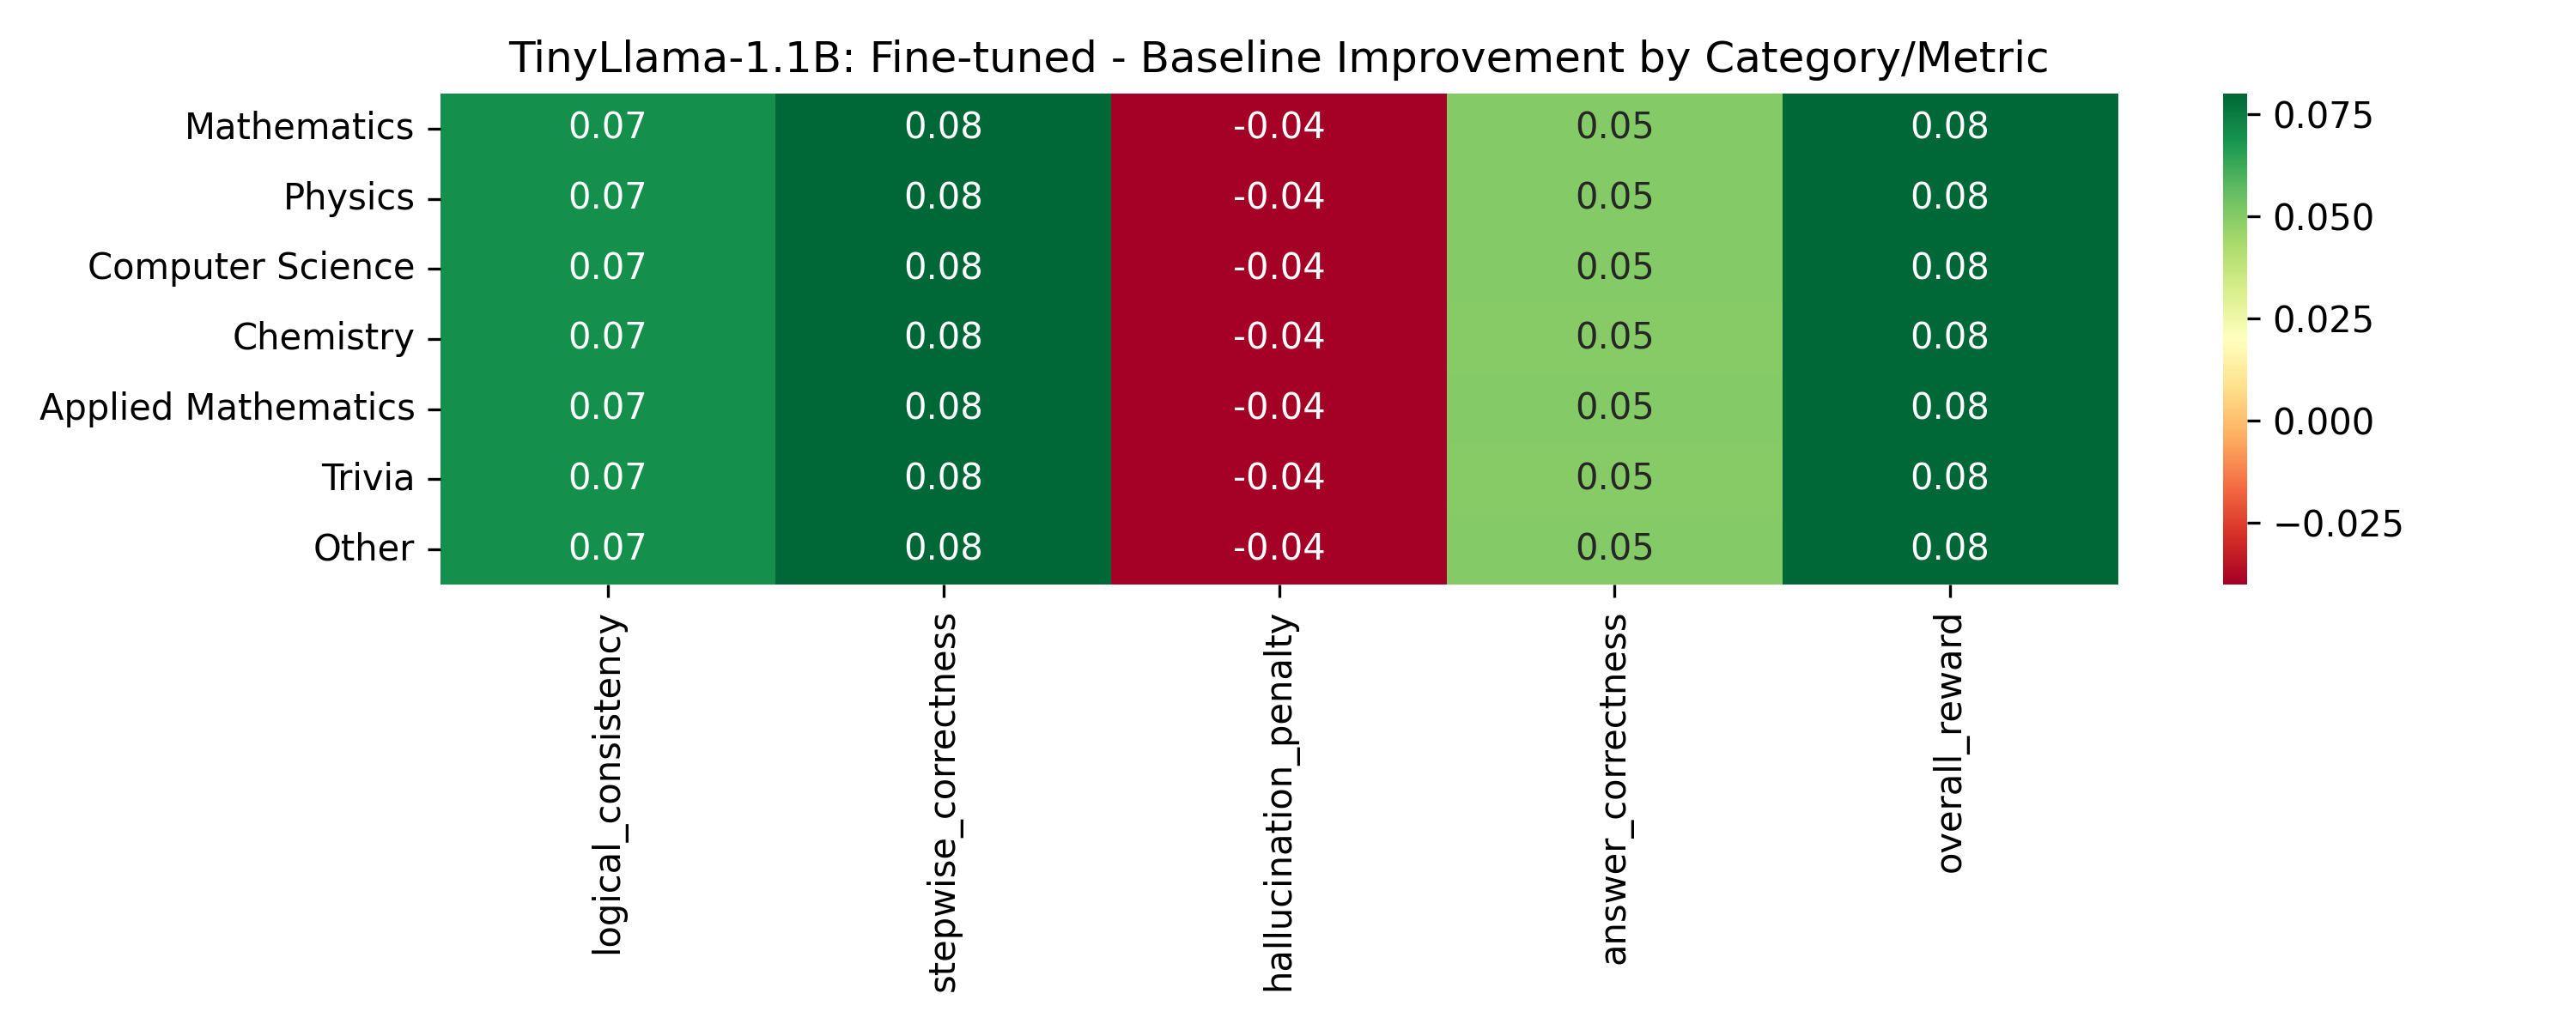 TinyLlama-1.1B: Fine-tuned - Baseline Improvement by Category/Metric
Mathematics 0.07 0.08 -0.04 0.05 0.08
Physics 0.07 0.08 -0.04 0.05 0.08
Computer Science 0.07 0.08 -0.04 0.05 0.08
Chemistry 0.07 0.08 -0.04 0.05 0.08
Applied Mathematics 0.07 0.08 -0.04 0.05 0.08
Trivia 0.07 0.08 -0.04 0.05 0.08
Other 0.07 0.08 -0.04 0.05 0.08
logical_consistency
stepwise_correctness
hallucination_penalty
answer_correctness
overall_reward
0.075
0.050
0.025
0.000
−0.025